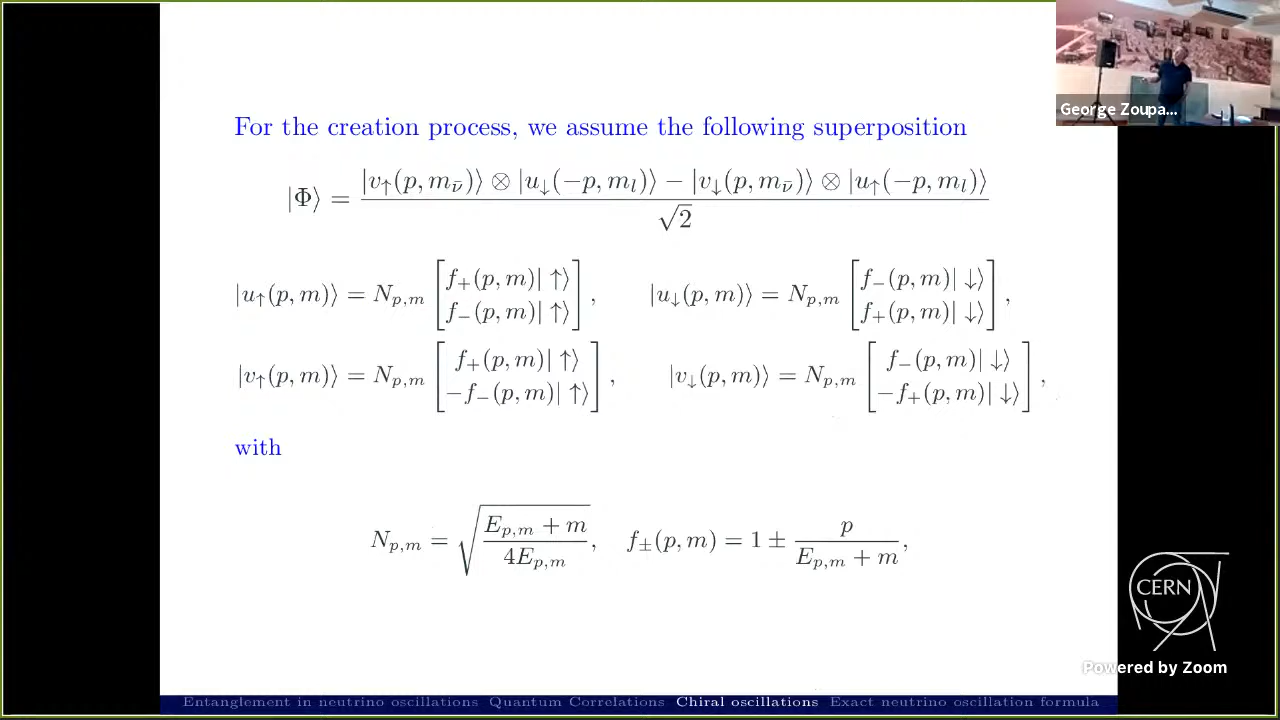 George Zoupa...
For the creation process, we assume the following superposition
|Φ⟩ = |v↑(p, m_ν̄)⟩ ⊗ |u↓(−p, m_l)⟩ − |v↓(p, m_ν̄)⟩ ⊗ |u↑(−p, m_l)⟩ / √2
|u↑(p, m)⟩ = N_{p,m} [ f₊(p, m)| ↑⟩ ; f₋(p, m)| ↑⟩ ] , |u↓(p, m)⟩ = N_{p,m} [ f₋(p, m)| ↓⟩ ; f₊(p, m)| ↓⟩ ] ,
|v↑(p, m)⟩ = N_{p,m} [ f₊(p, m)| ↑⟩ ; −f₋(p, m)| ↑⟩ ] , |v↓(p, m)⟩ = N_{p,m} [ f₋(p, m)| ↓⟩ ; −f₊(p, m)| ↓⟩ ] ,
with
N_{p,m} = √( E_{p,m} + m / 4E_{p,m} ) , f±(p, m) = 1 ± p / E_{p,m} + m ,
CERN
Powered by Zoom
Entanglement in neutrino oscillations Quantum Correlations Chiral oscillations Exact neutrino oscillation formula